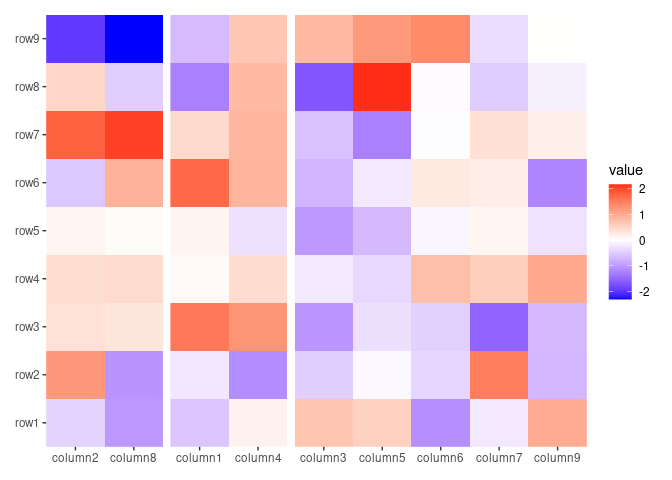 row9
row8
row7
row6
row5
row4
row3
row2
row1
column2 column8 column1 column4 column3 column5 column6 column7 column9
value
2
1
0
-1
-2